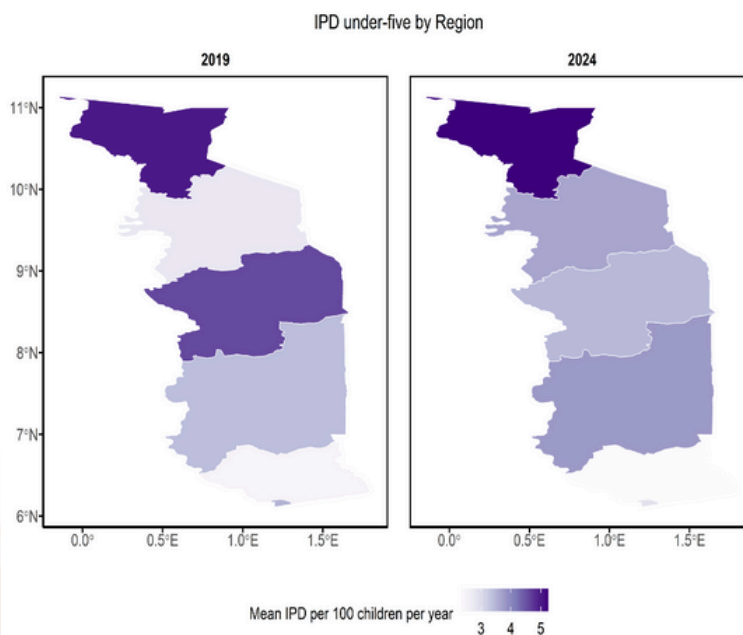 IPD under-five by Region
2019 2024
11°N
10°N
9°N
8°N
7°N
6°N
0.0° 0.5°E 1.0°E 1.5°E 0.0° 0.5°E 1.0°E 1.5°E
Mean IPD per 100 children per year
3 4 5